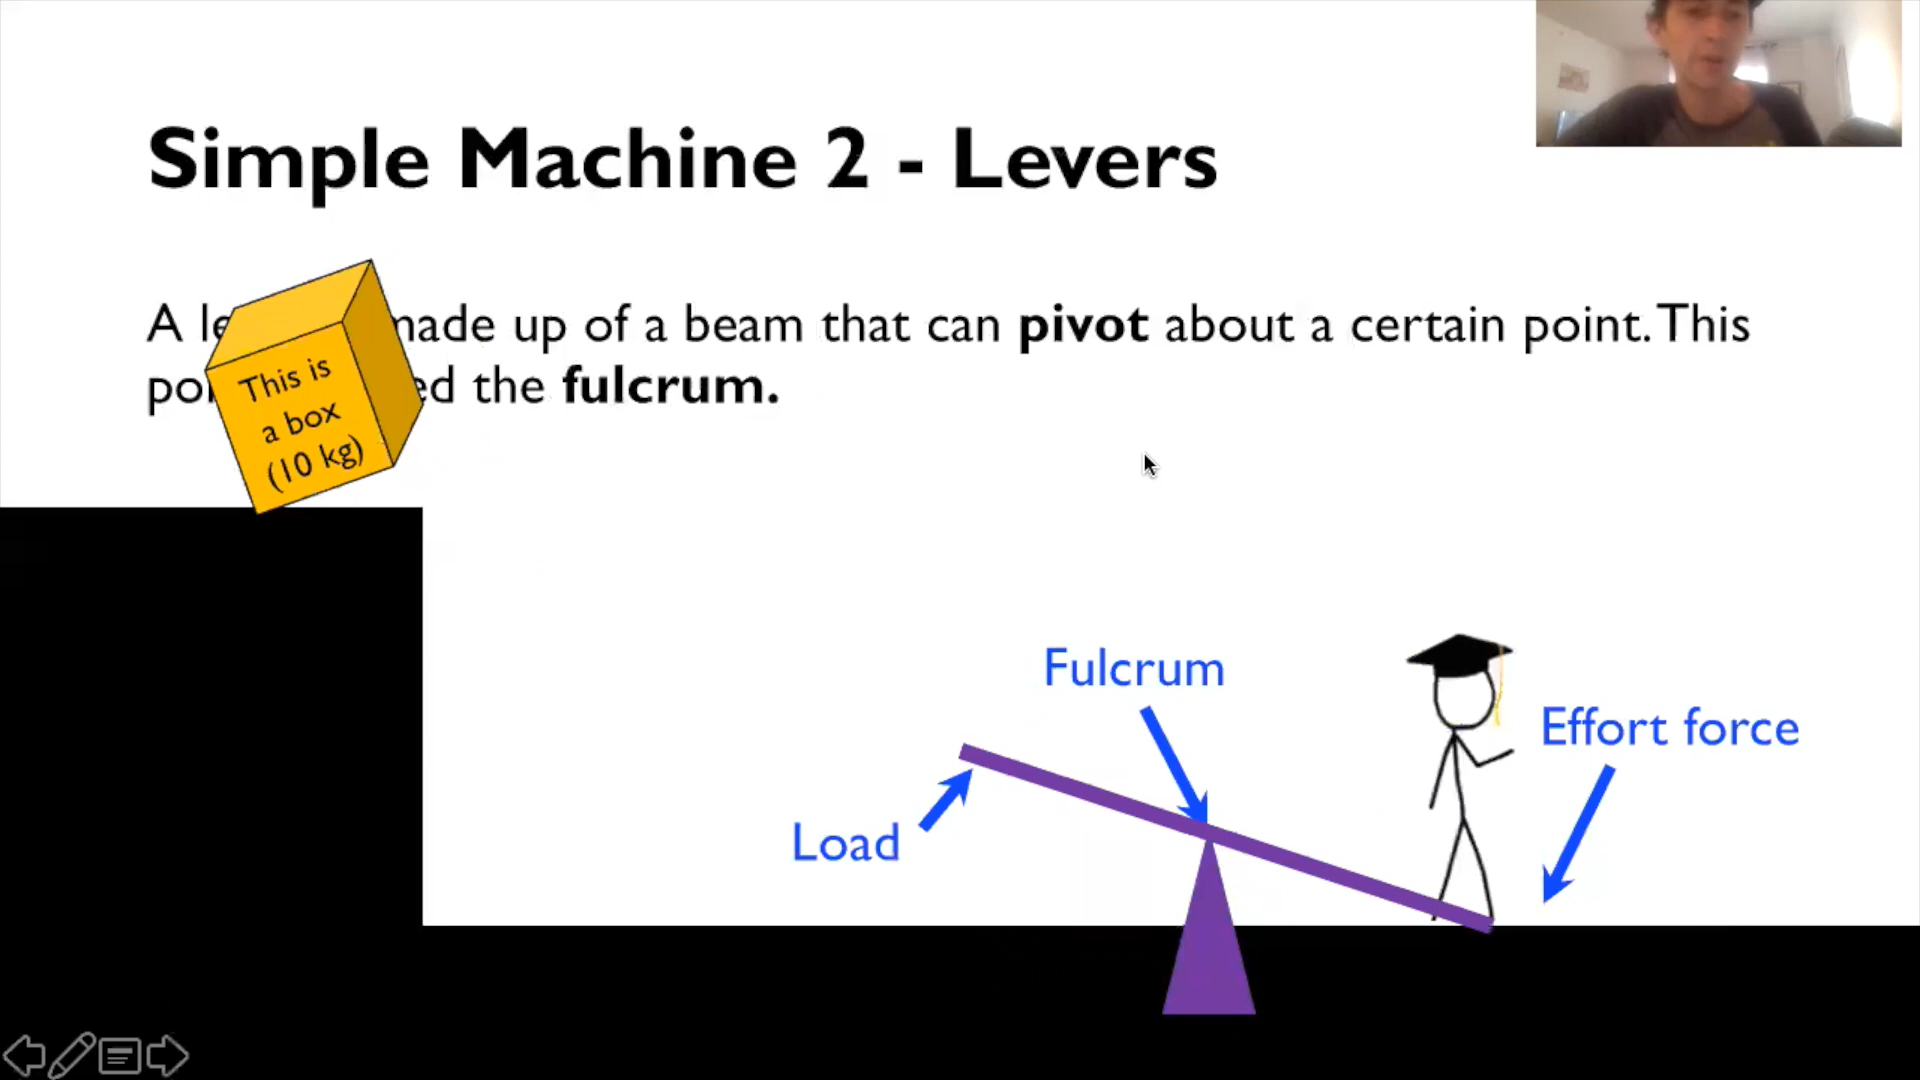 Simple Machine 2 - Levers
A le made up of a beam that can pivot about a certain point. This
po ed the fulcrum.
This is
a box
(10 kg)
Fulcrum
Effort force
Load